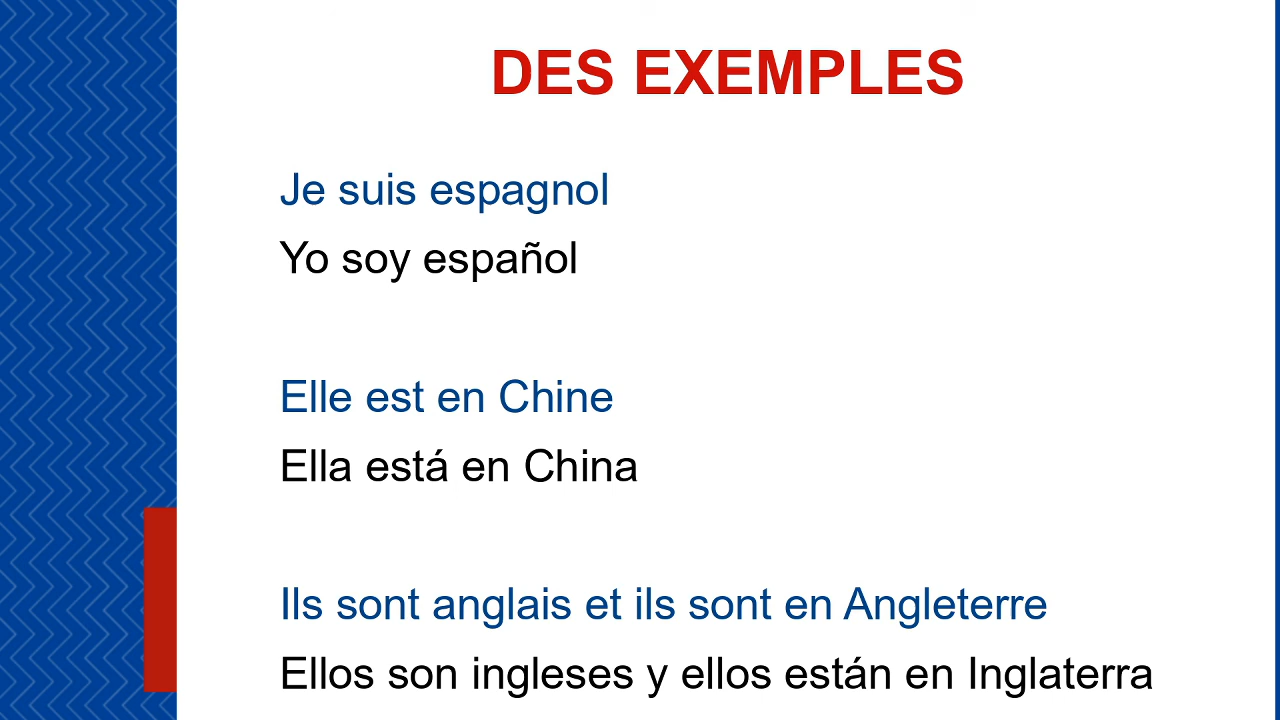 DES EXEMPLES
Je suis espagnol
Yo soy español
Elle est en Chine
Ella está en China
Ils sont anglais et ils sont en Angleterre
Ellos son ingleses y ellos están en Inglaterra